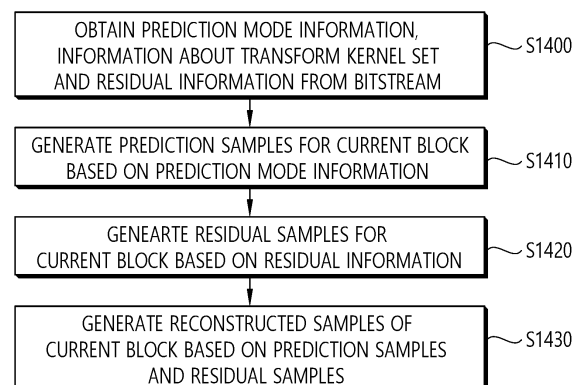 OBTAIN PREDICTION MODE INFORMATION,
INFORMATION ABOUT TRANSFORM KERNEL SET
AND RESIDUAL INFORMATION FROM BITSTREAM
S1400
GENERATE PREDICTION SAMPLES FOR CURRENT BLOCK
BASED ON PREDICTION MODE INFORMATION
S1410
GENEARTE RESIDUAL SAMPLES FOR
CURRENT BLOCK BASED ON RESIDUAL INFORMATION
S1420
GENERATE RECONSTRUCTED SAMPLES OF
CURRENT BLOCK BASED ON PREDICTION SAMPLES
AND RESIDUAL SAMPLES
S1430